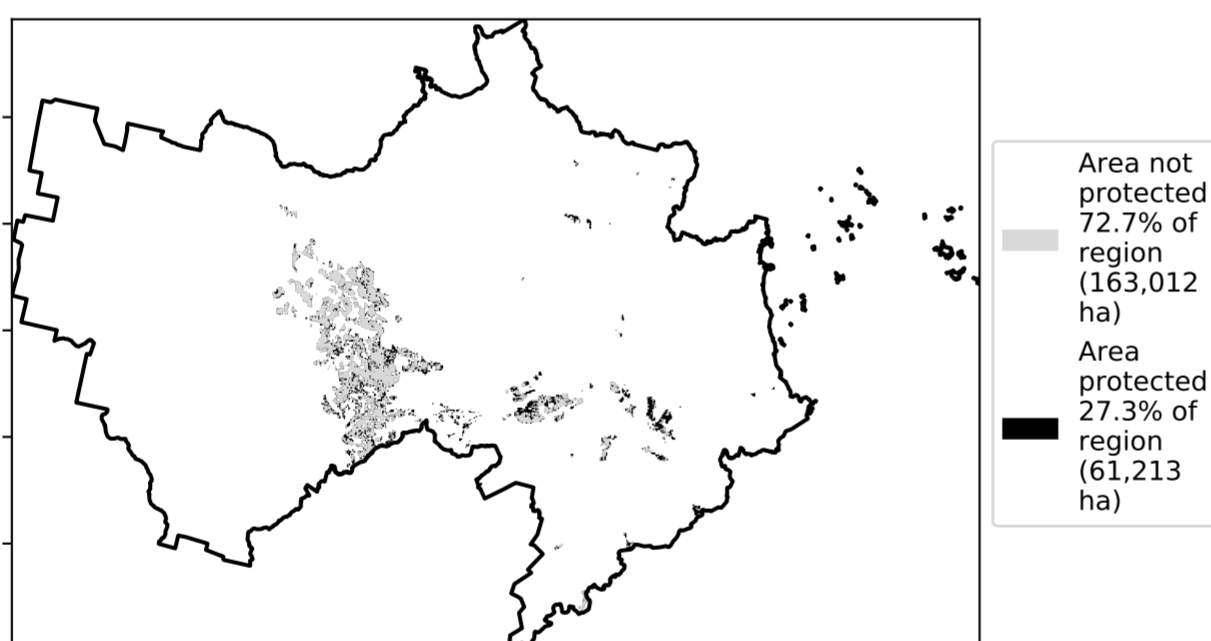 Area not
protected
72.7% of
region
(163,012
ha)
Area
protected
27.3% of
region
(61,213
ha)